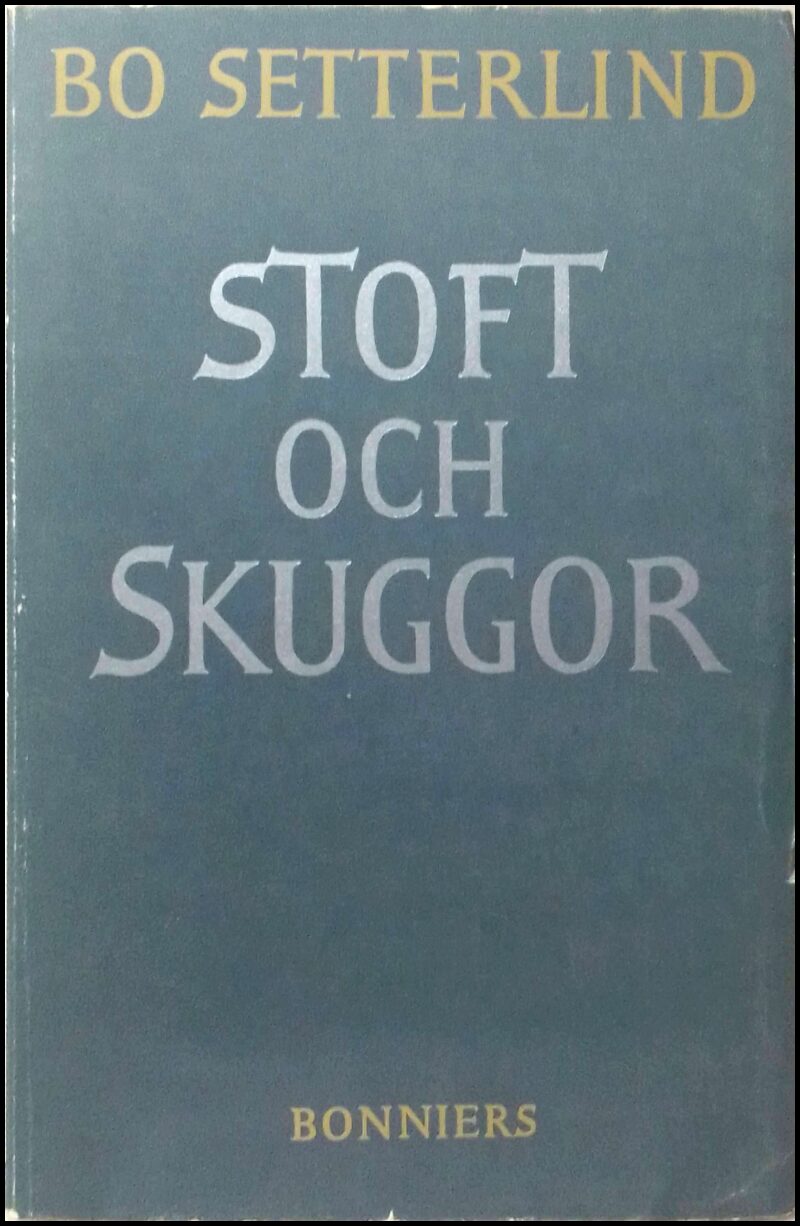 BO SETTERLIND
STOFT
OCH
SKUGGOR
BONNIERS